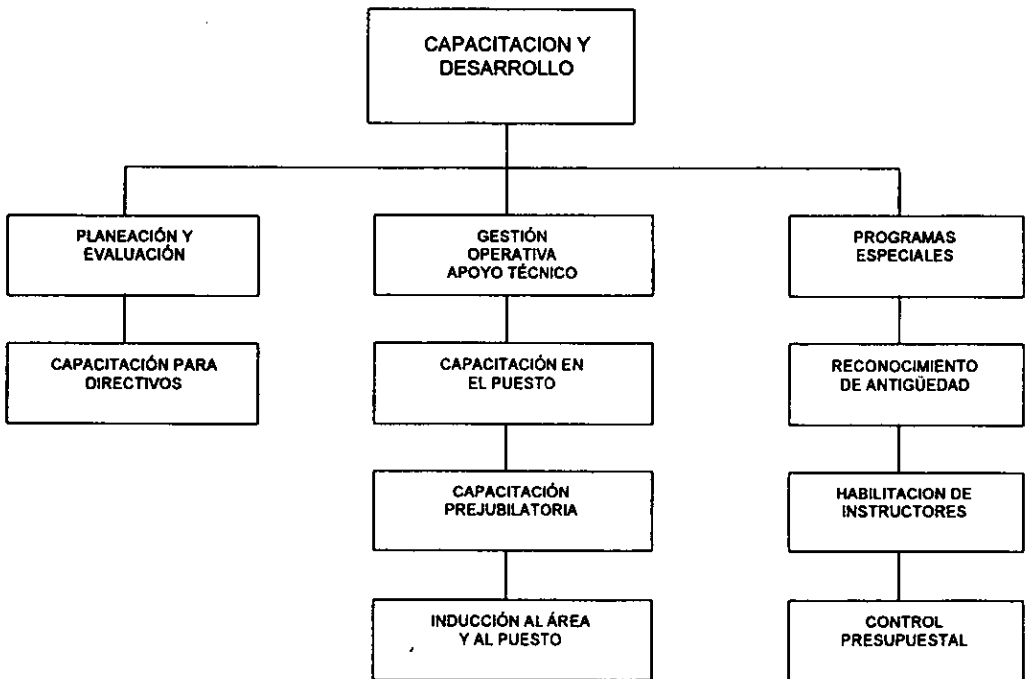 CAPACITACION Y
DESARROLLO
PLANEACIÓN Y
EVALUACIÓN
GESTIÓN
OPERATIVA
APOYO TÉCNICO
PROGRAMAS
ESPECIALES
CAPACITACIÓN PARA
DIRECTIVOS
CAPACITACIÓN EN
EL PUESTO
RECONOCIMIENTO
DE ANTIGÜEDAD
CAPACITACIÓN
PREJUBILATORIA
HABILITACION DE
INSTRUCTORES
INDUCCIÓN AL ÁREA
Y AL PUESTO
CONTROL
PRESUPUESTAL